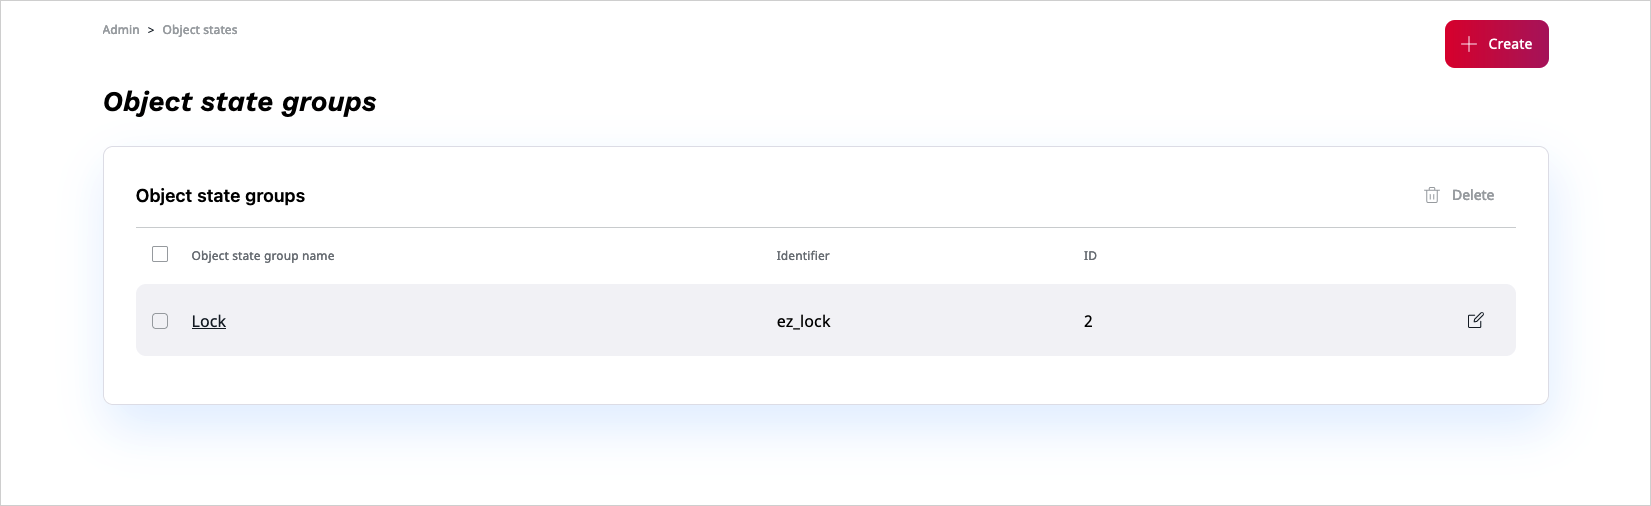 Admin > Object states
Create
Object state groups
Object state groups
Delete
Object state group name Identifier ID
Lock ez_lock 2